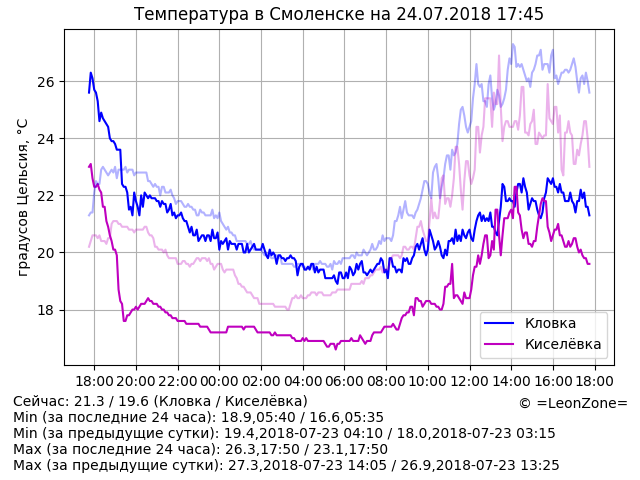 Температура в Смоленске на 24.07.2018 17:45
градусов Цельсия, °C
26
24
22
20
18
Кловка
Киселёвка
18:00 20:00 22:00 00:00 02:00 04:00 06:00 08:00 10:00 12:00 14:00 16:00 18:00
Сейчас: 21.3 / 19.6 (Кловка / Киселёвка)
© =LeonZone=
Min (за последние 24 часа): 18.9,05:40 / 16.6,05:35
Min (за предыдущие сутки): 19.4,2018-07-23 04:10 / 18.0,2018-07-23 03:15
Max (за последние 24 часа): 26.3,17:50 / 23.1,17:50
Max (за предыдущие сутки): 27.3,2018-07-23 14:05 / 26.9,2018-07-23 13:25